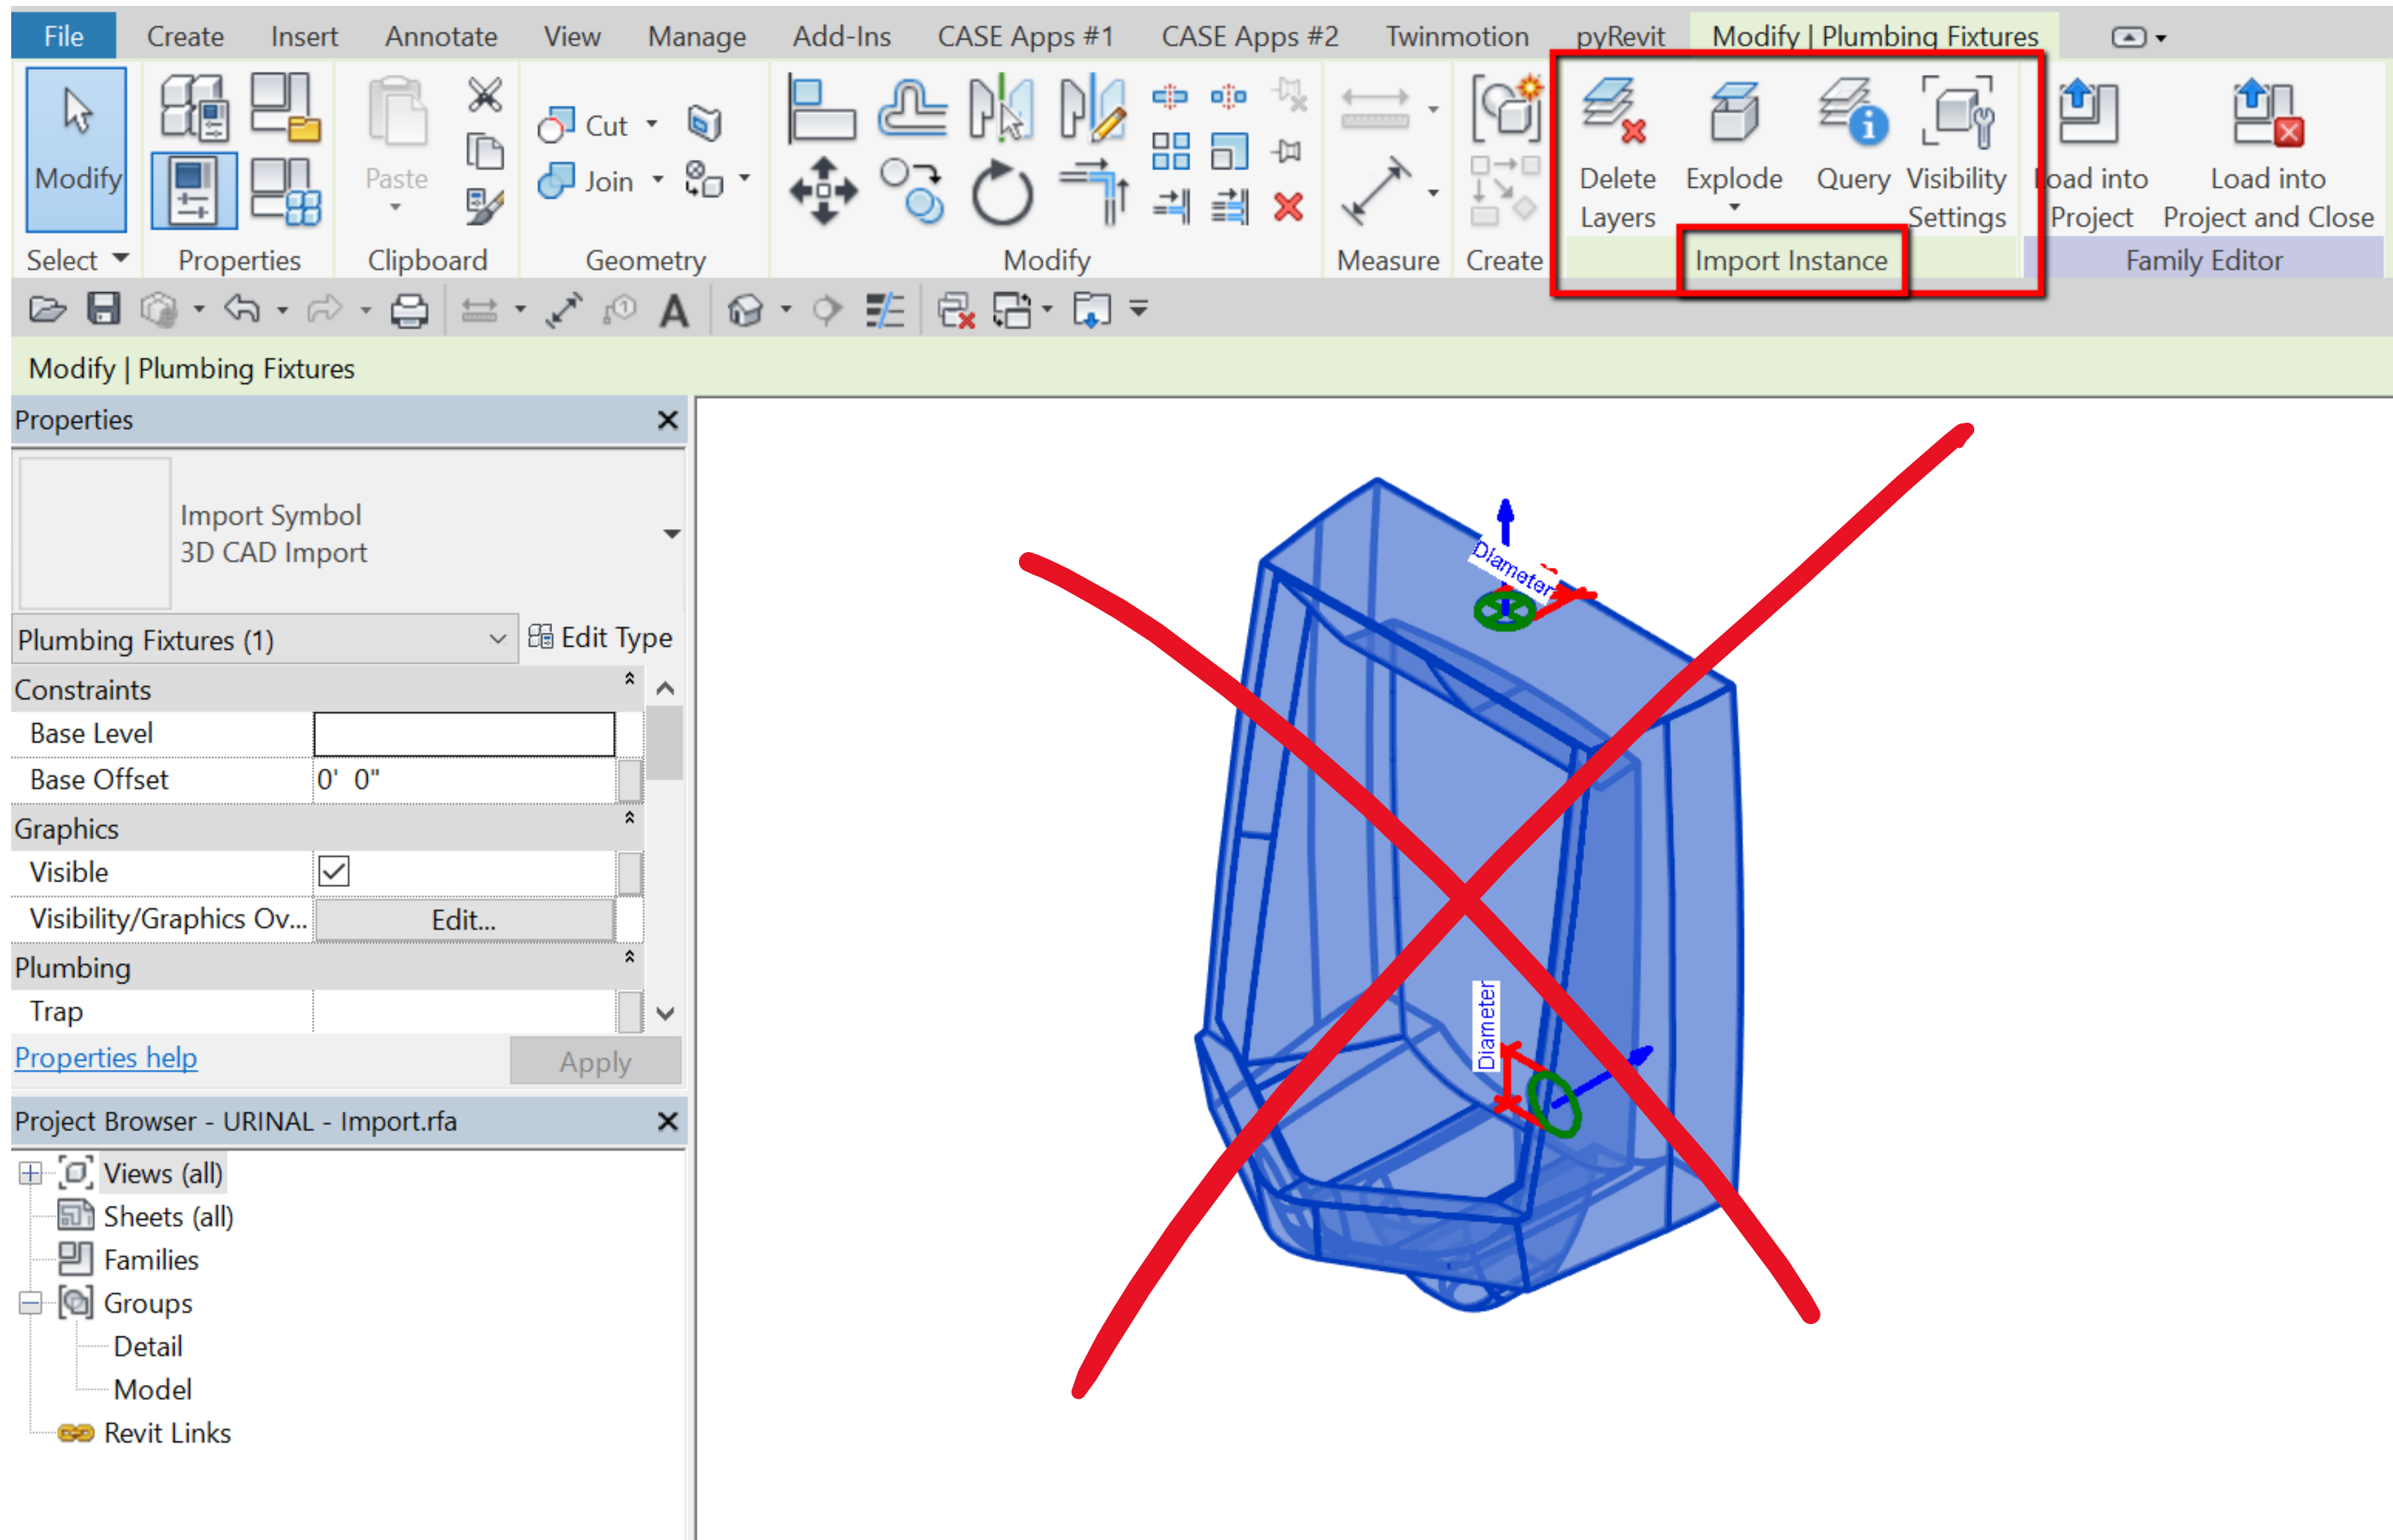 File Create Insert Annotate View Manage Add-Ins CASE Apps #1 CASE Apps #2 Twinmotion pyRevit Modify | Plumbing Fixtures
Modify
Paste
Cut
Join
Delete Layers
Explode
Query
Visibility Settings
oad into Project
Load into Project and Close
Select Properties Clipboard Geometry Modify Measure Create Import Instance Family Editor
Modify | Plumbing Fixtures
Properties
Import Symbol
3D CAD Import
Plumbing Fixtures (1) Edit Type
Constraints
Base Level
Base Offset 0' 0"
Graphics
Visible
Visibility/Graphics Ov... Edit...
Plumbing
Trap
Properties help Apply
Project Browser - URINAL - Import.rfa
Views (all)
Sheets (all)
Families
Groups
Detail
Model
Revit Links
Diameter
Diameter